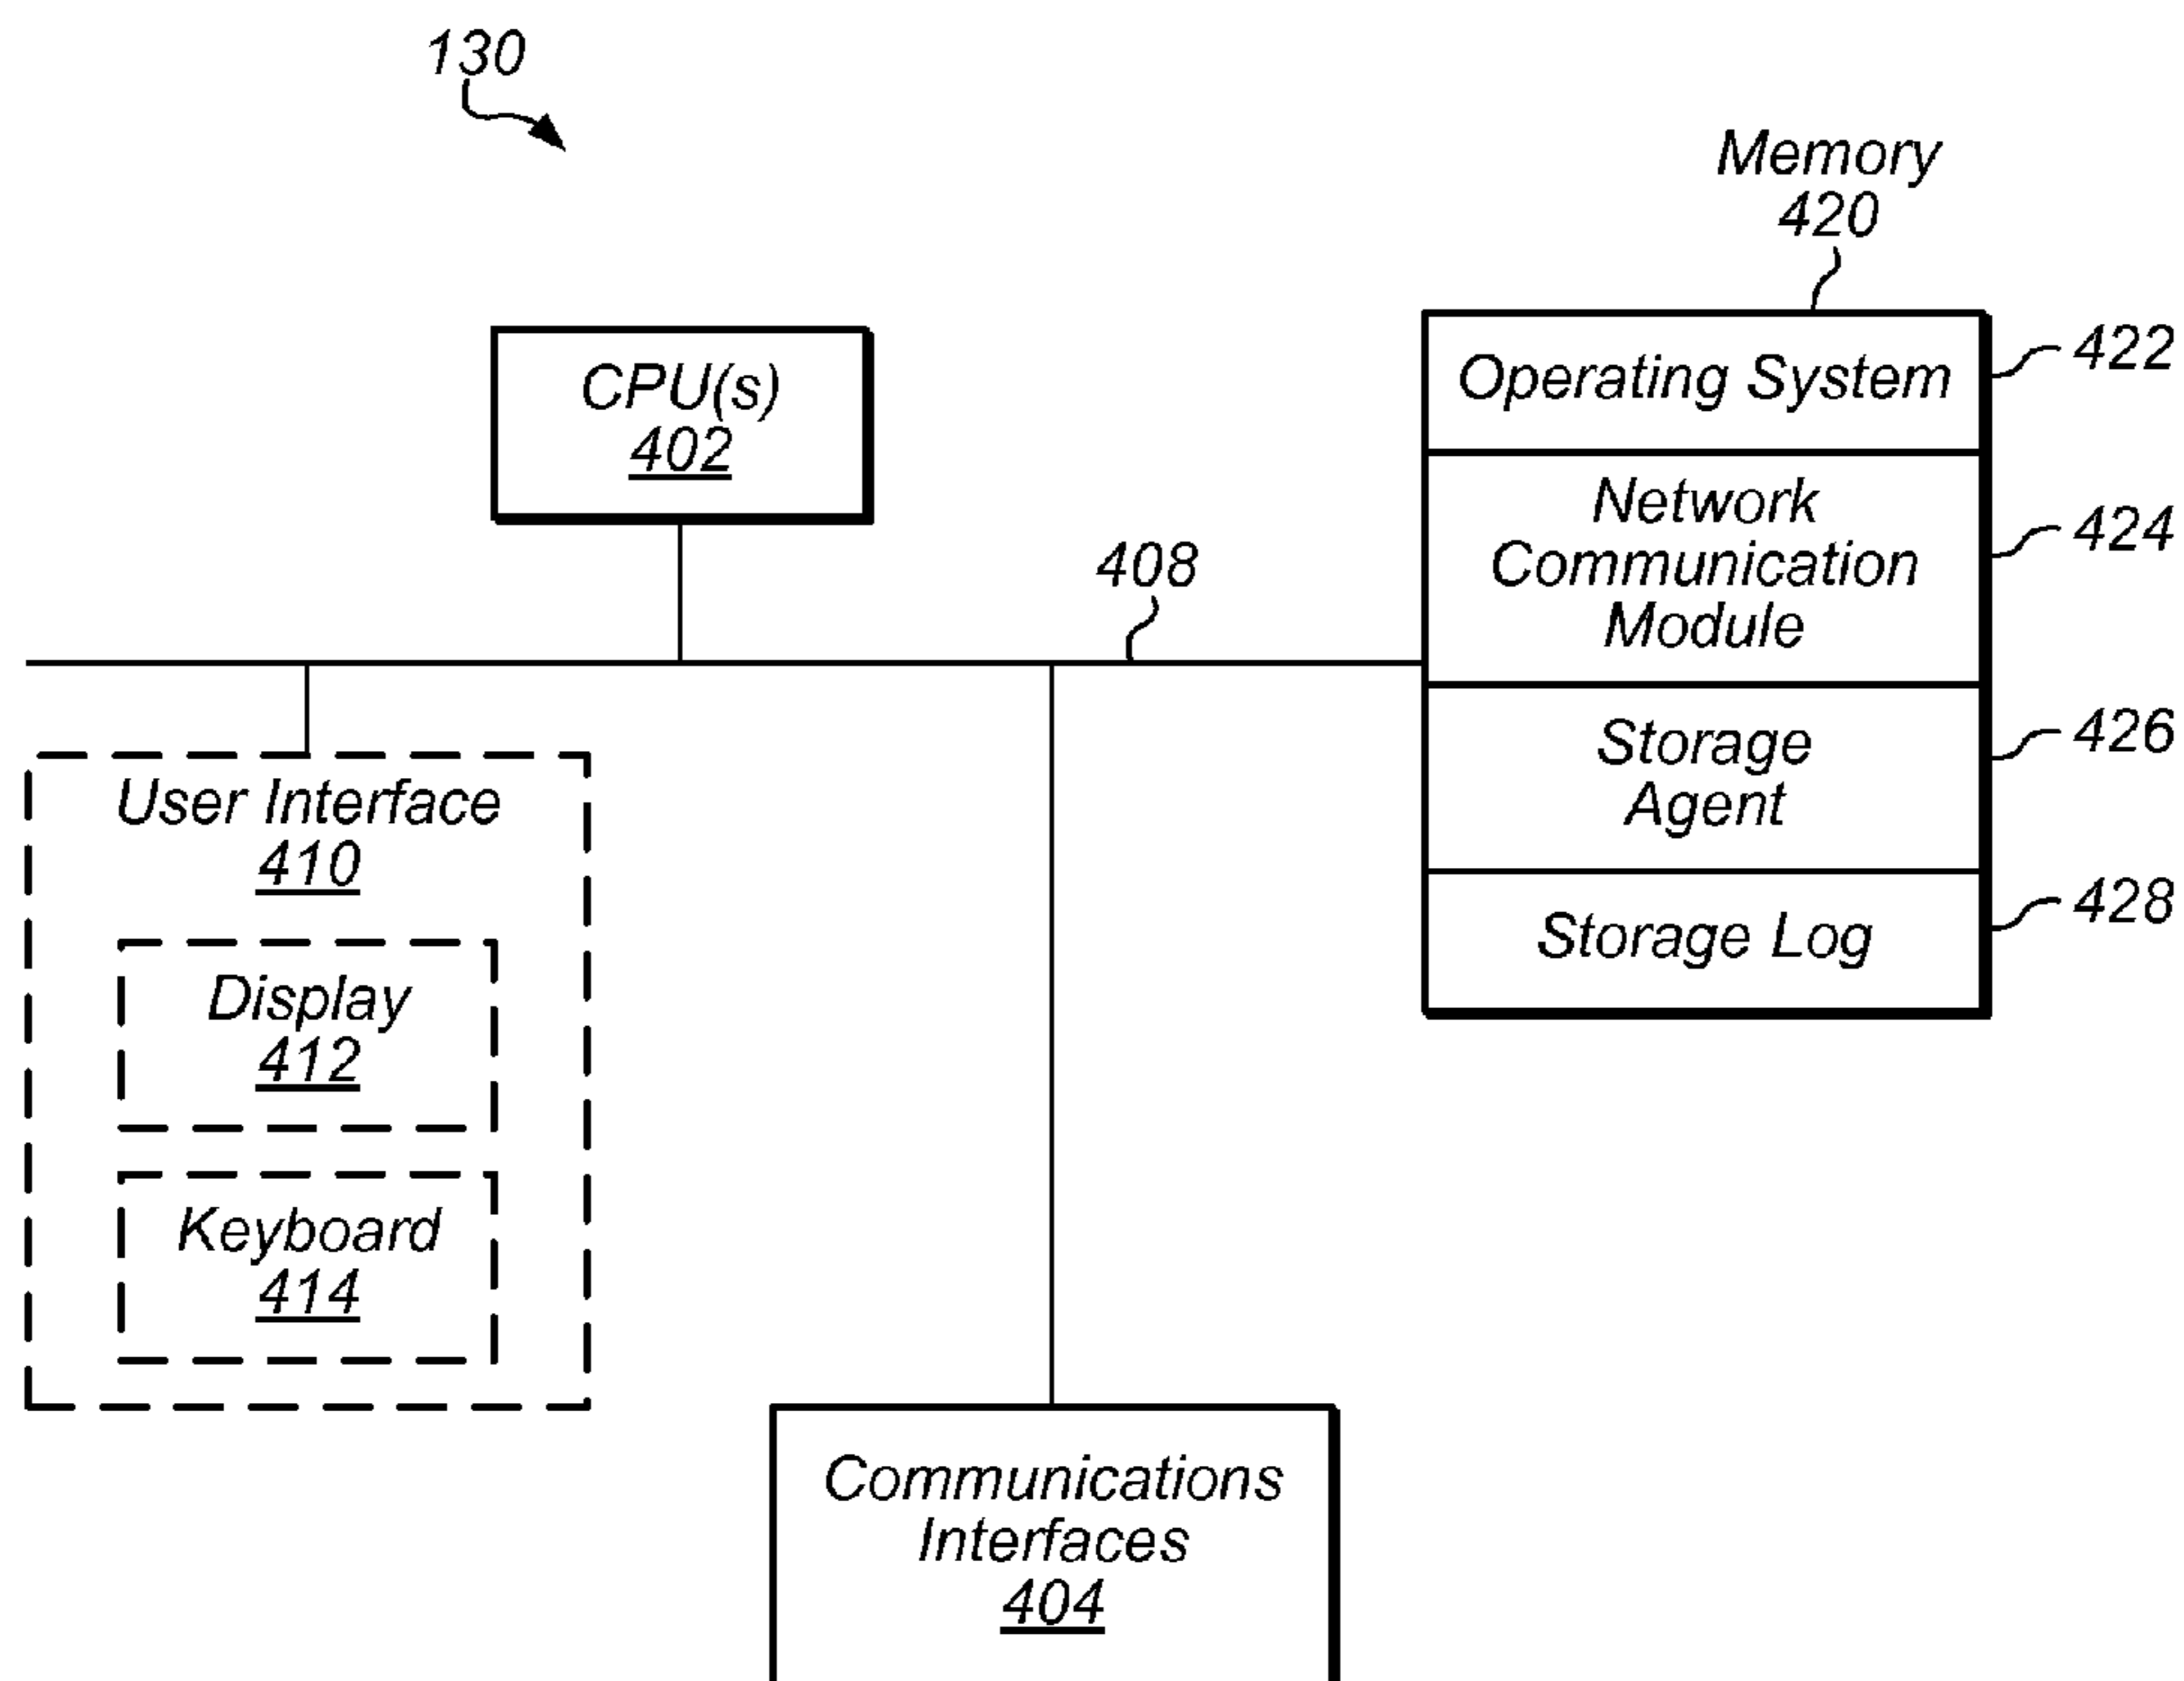 130
Memory
420
CPU(s)
402
Operating System
422
Network
Communication
Module
424
408
Storage
Agent
426
Storage Log
428
User Interface
410
Display
412
Keyboard
414
Communications
Interfaces
404